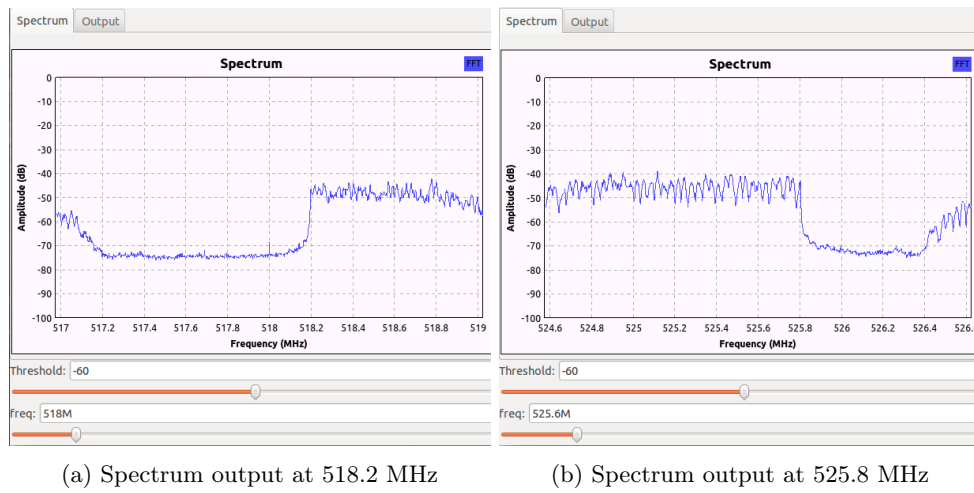 Spectrum Output
Spectrum
FFT
Amplitude (dB)
0
-10
-20
-30
-40
-50
-60
-70
-80
-90
-100
517 517.2 517.4 517.6 517.8 518 518.2 518.4 518.6 518.8 519
Frequency (MHz)
Threshold: -60
freq: 518M
(a) Spectrum output at 518.2 MHz
Spectrum Output
Spectrum
FFT
Amplitude (dB)
0
-10
-20
-30
-40
-50
-60
-70
-80
-90
-100
524.6 524.8 525 525.2 525.4 525.6 525.8 526 526.2 526.4
Frequency (MHz)
Threshold: -60
freq: 525.6M
(b) Spectrum output at 525.8 MHz